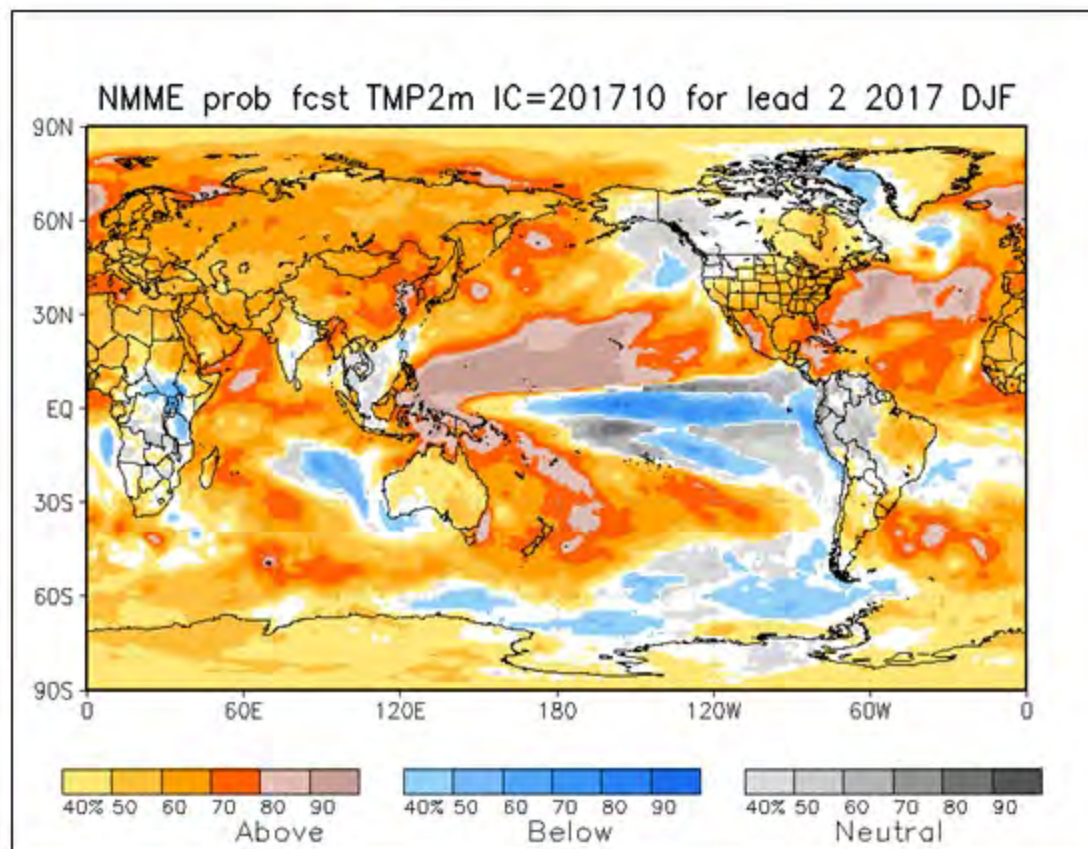 NMME prob fcst TMP2m IC=201710 for lead 2 2017 DJF
90N
60N
30N
EQ
30S
60S
90S
0 60E 120E 180 120W 60W 0
40% 50 60 70 80 90 40% 50 60 70 80 90 40% 50 60 70 80 90
Above Below Neutral